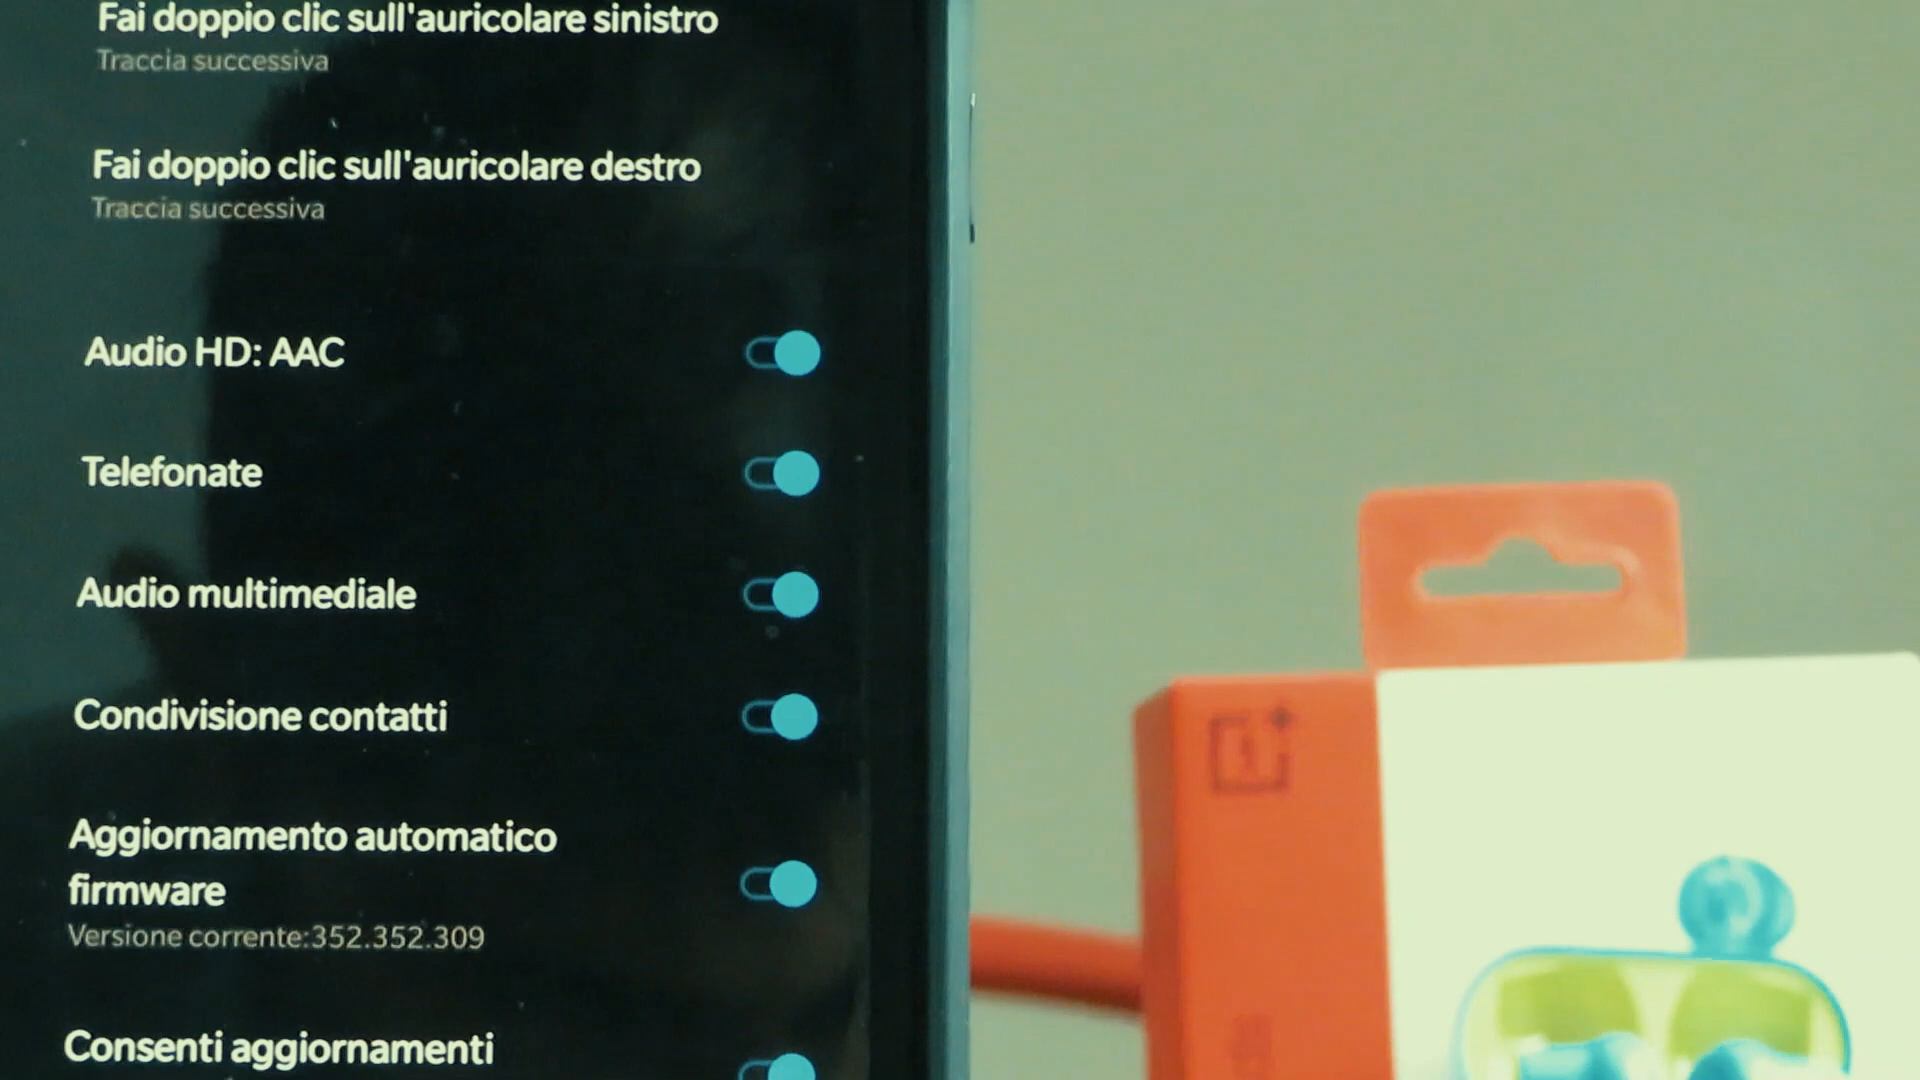 Fai doppio clic sull'auricolare sinistro
Traccia successiva
Fai doppio clic sull'auricolare destro
Traccia successiva
Audio HD: AAC
Telefonate
Audio multimediale
Condivisione contatti
Aggiornamento automatico
firmware
Versione corrente:352.352.309
Consenti aggiornamenti